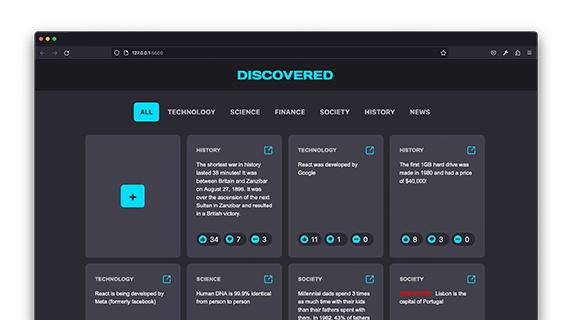 127.0.0.1:5500
DISCOVERED
ALL TECHNOLOGY SCIENCE FINANCE SOCIETY HISTORY NEWS
+
HISTORY
The shortest war in history
lasted 38 minutes! It was
between Britain and Zanzibar
on August 27, 1896. It was
over the ascension of the next
Sultan in Zanzibar and resulted
in a British victory.
34 7 3
TECHNOLOGY
React was developed by
Google
11 1 0
HISTORY
The first 1GB hard drive was
made in 1980 and had a price
of $40,000!
8 3 0
TECHNOLOGY
React is being developed by
Meta (formerly facebook)
SCIENCE
Human DNA is 99.9% identical
from person to person
SOCIETY
Millennial dads spend 3 times
as much time with their kids
than their fathers spent with
them. In 1982, 43% of fathers
SOCIETY
Lisbon is the
capital of Portugal